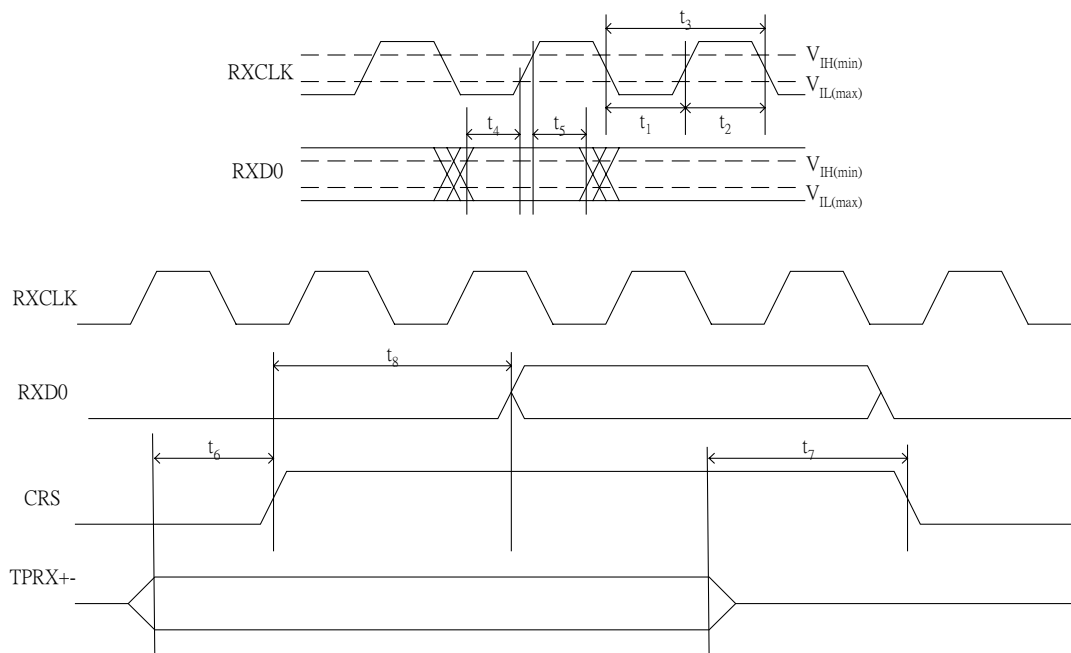 t3
RXCLK
VIH(min)
VIL(max)
t4
t5
t1
t2
RXD0
VIH(min)
VIL(max)
RXCLK
t8
RXD0
t6
t7
CRS
TPRX+-